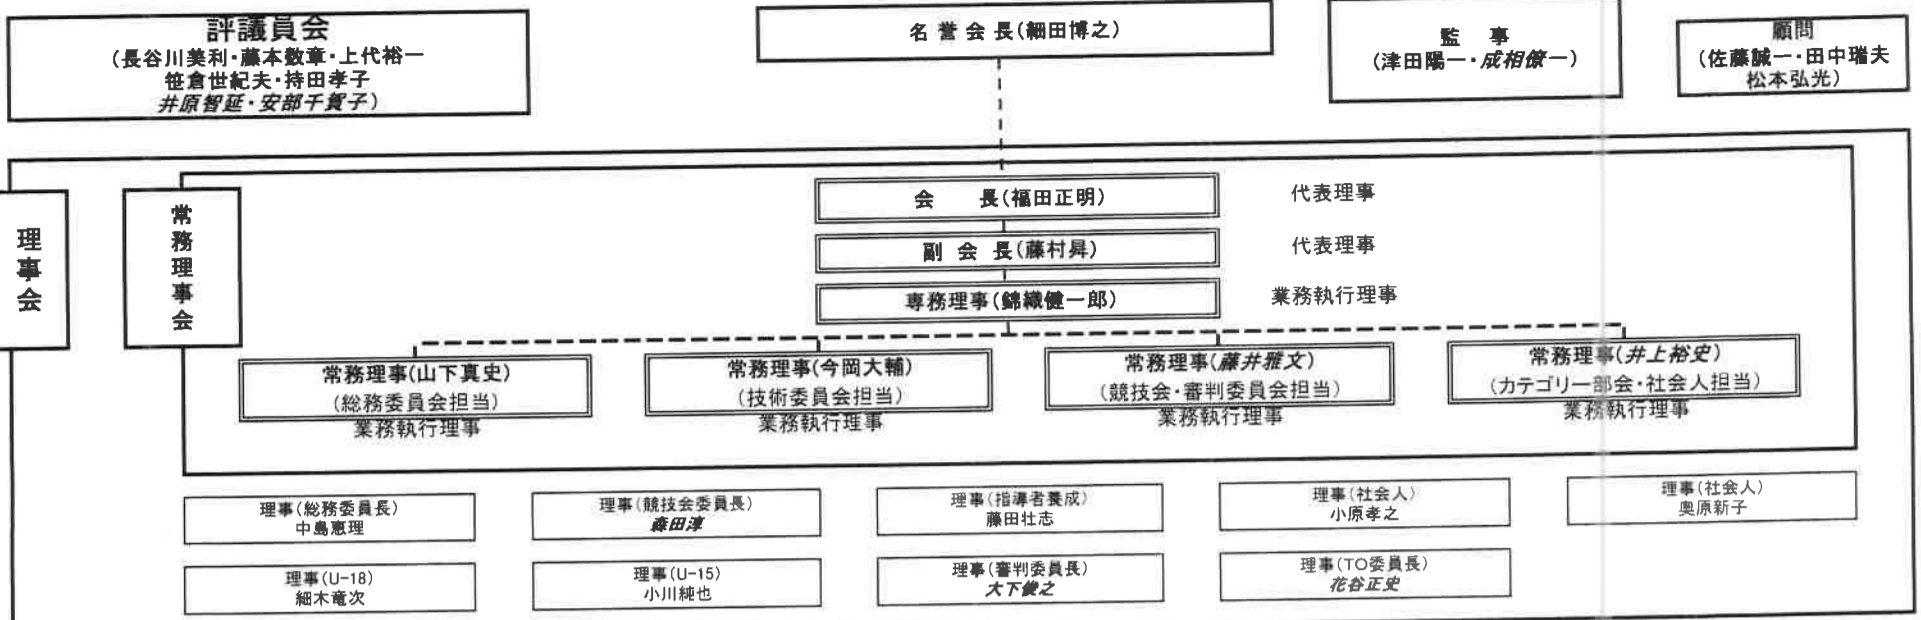 評議員会
(長谷川美利・藤本数章・上代裕一
笹倉世紀夫・持田孝子
井原智延・安部千賀子)
名 誉 会 長(細田博之)
監 事
(津田陽一・成相僚一)
顧問
(佐藤誠一・田中瑞夫
松本弘光)
理事会
常務理事会
会 長(福田正明)
代表理事
副 会 長(藤村昇)
代表理事
専務理事(錦織健一郎)
業務執行理事
常務理事(山下真史)
(総務委員会担当)
業務執行理事
常務理事(今岡大輔)
(技術委員会担当)
業務執行理事
常務理事(藤井雅文)
(競技会・審判委員会担当)
業務執行理事
常務理事(井上裕史)
(カテゴリー部会・社会人担当)
業務執行理事
理事(総務委員長)
中島恵理
理事(競技会委員長)
森田淳
理事(指導者養成)
藤田壮志
理事(社会人)
小原孝之
理事(社会人)
奥原新子
理事(U-18)
細木竜次
理事(U-15)
小川純也
理事(審判委員長)
大下俊之
理事(TO委員長)
花谷正史